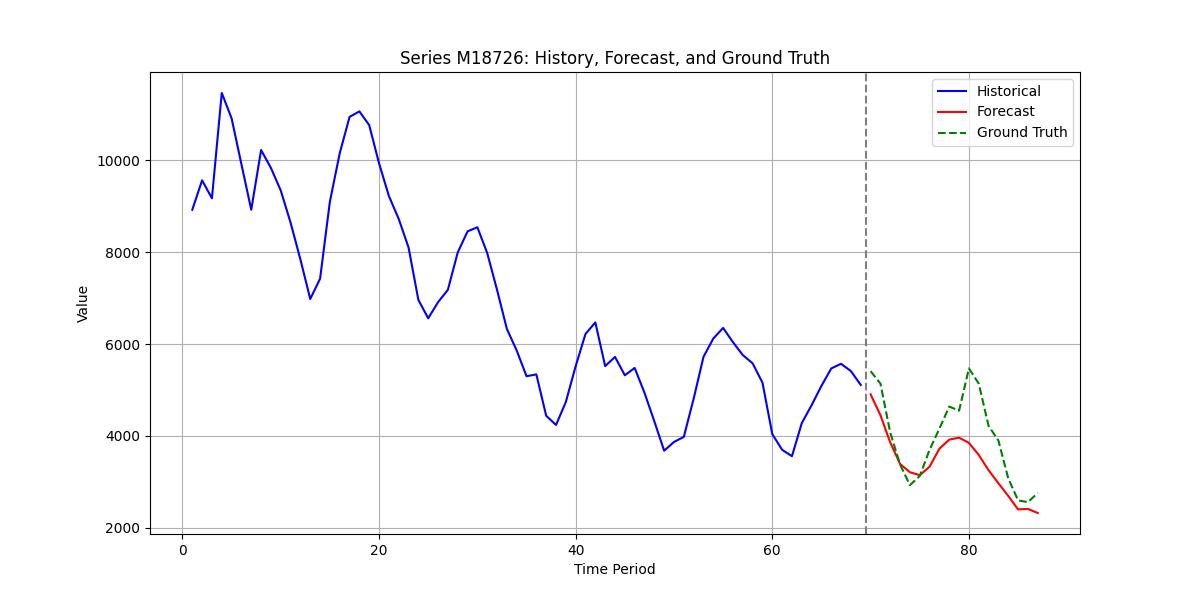 Series M18726: History, Forecast, and Ground Truth
Historical
Forecast
Ground Truth
10000
8000
6000
4000
2000
Value
0
20
40
60
80
Time Period